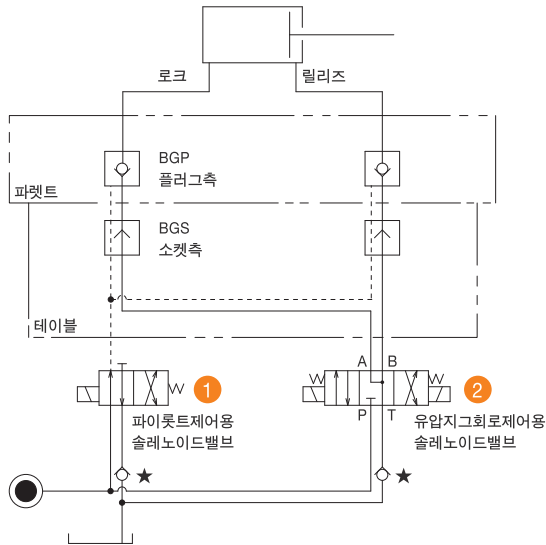 로크
릴리즈
BGP
플러그측
파렛트
BGS
소켓측
테이블
A B
P T
1
파이롯트제어용
솔레노이드밸브
2
유압지그회로제어용
솔레노이드밸브
★
★